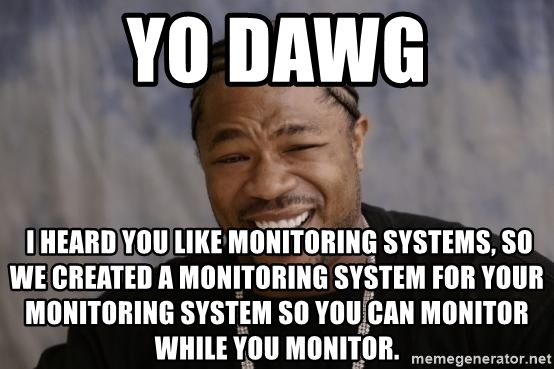 YO DAWG
I HEARD YOU LIKE MONITORING SYSTEMS, SO
WE CREATED A MONITORING SYSTEM FOR YOUR
MONITORING SYSTEM SO YOU CAN MONITOR
WHILE YOU MONITOR.
memegenerator.net